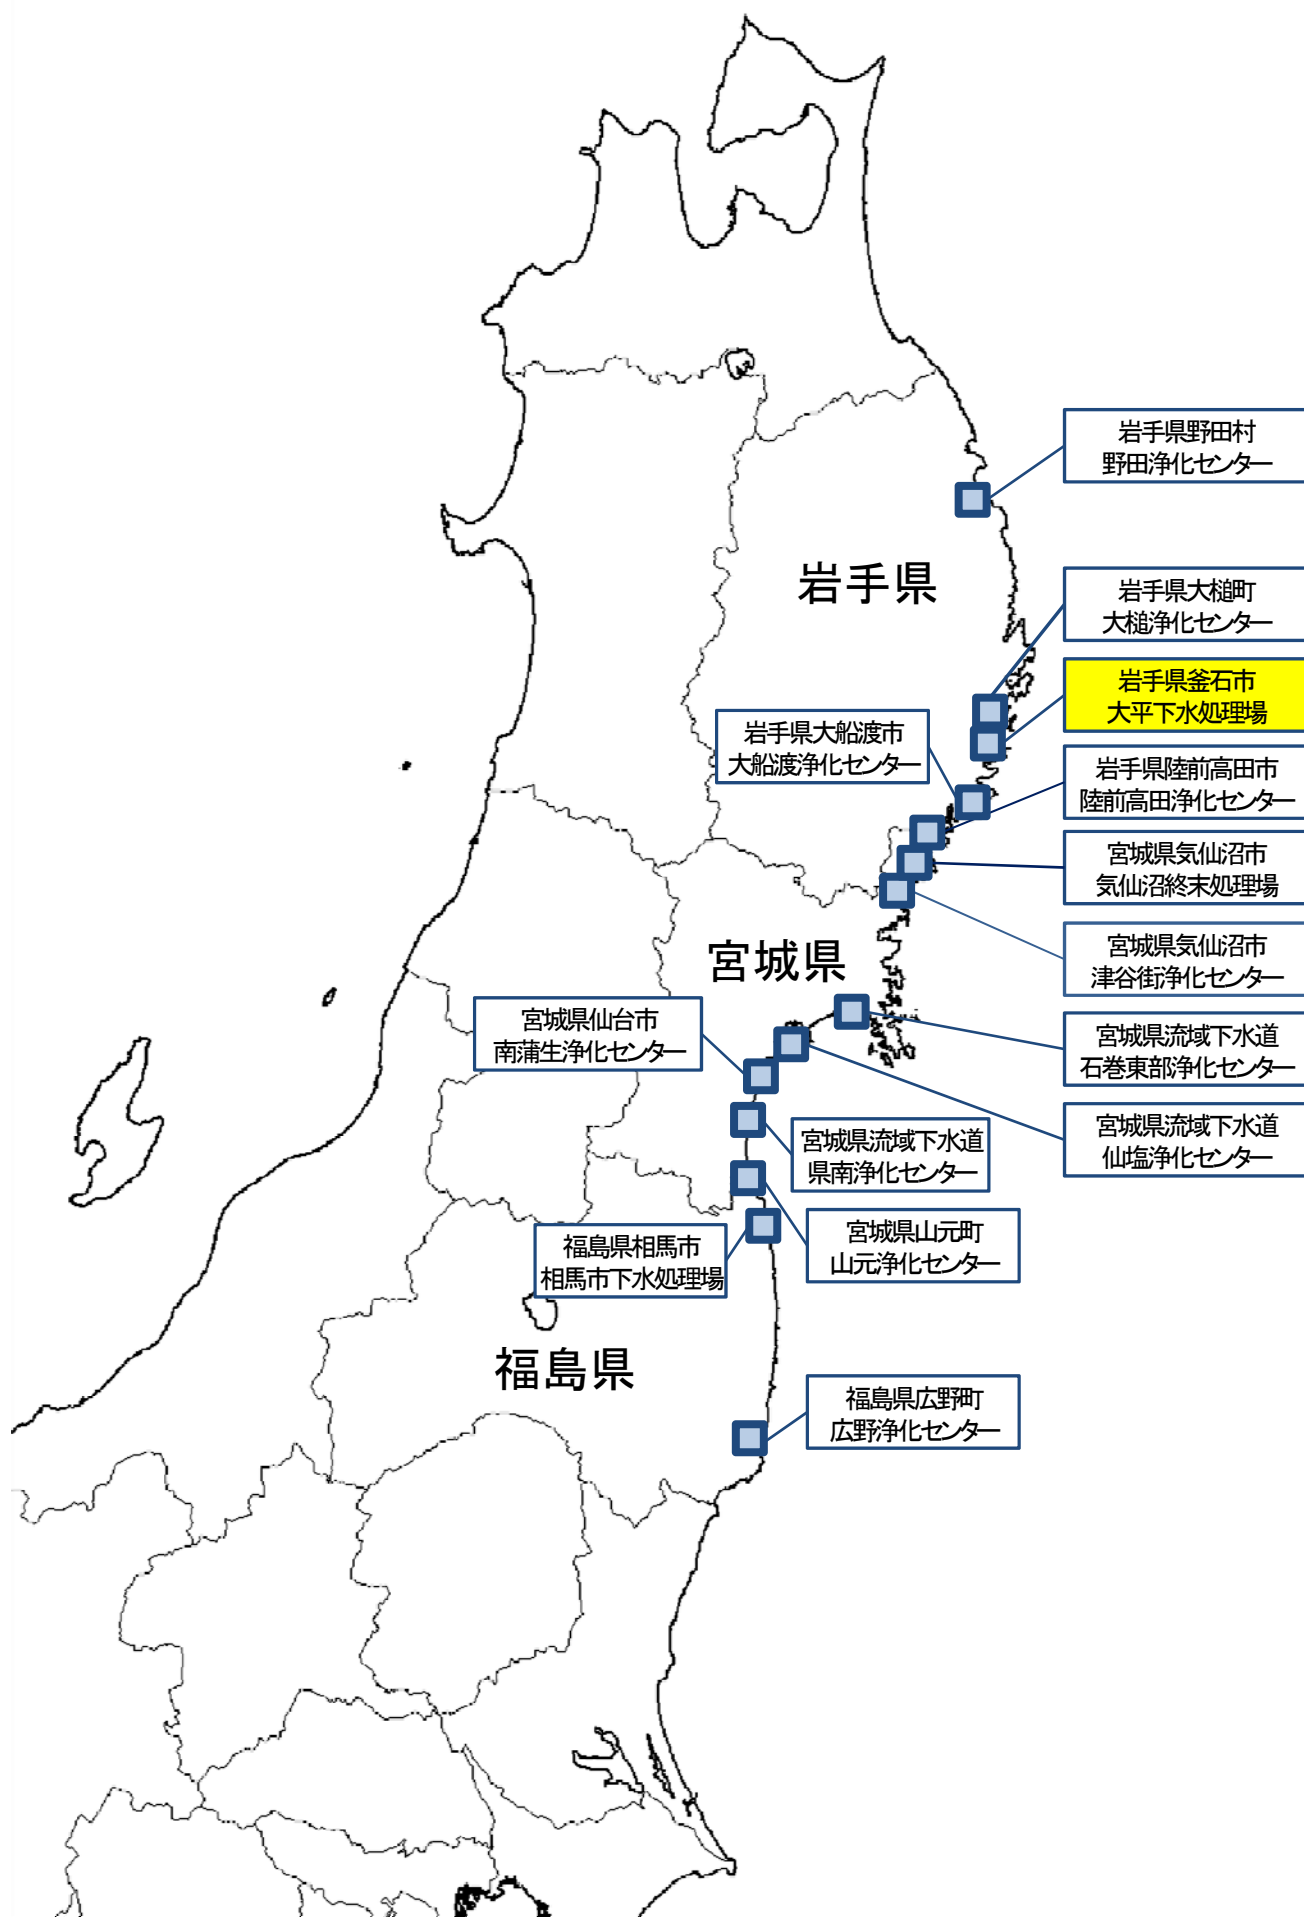 岩手県野田村
野田浄化センター
岩手県
岩手県大槌町
大槌浄化センター
岩手県釜石市
大平下水処理場
岩手県大船渡市
大船渡浄化センター
岩手県陸前高田市
陸前高田浄化センター
宮城県気仙沼市
気仙沼終末処理場
宮城県
宮城県気仙沼市
津谷街浄化センター
宮城県仙台市
南蒲生浄化センター
宮城県流域下水道
石巻東部浄化センター
宮城県流域下水道
仙塩浄化センター
宮城県流域下水道
県南浄化センター
宮城県山元町
山元浄化センター
福島県相馬市
相馬市下水処理場
福島県
福島県広野町
広野浄化センター